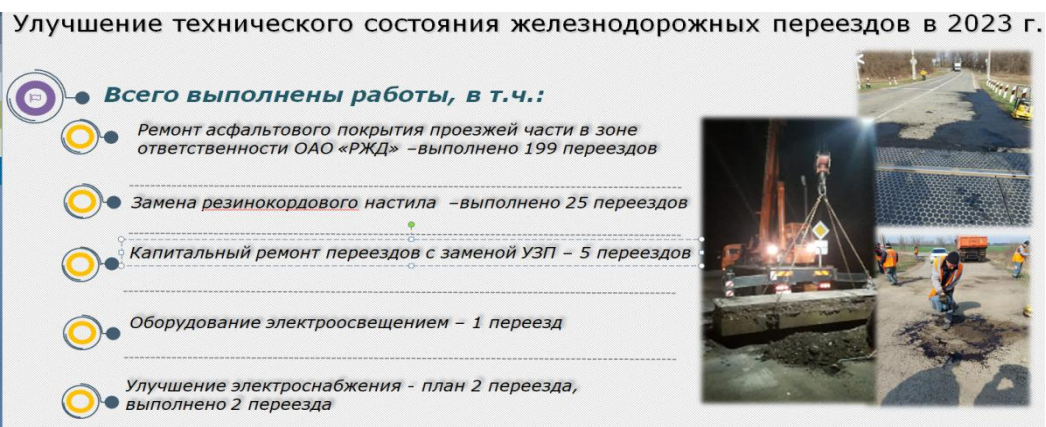 Улучшение технического состояния железнодорожных переездов в 2023 г.
Всего выполнены работы, в т.ч.:
Ремонт асфальтового покрытия проезжей части в зоне
ответственности ОАО «РЖД» –выполнено 199 переездов
Замена резинокордового настила –выполнено 25 переездов
Капитальный ремонт переездов с заменой УЗП – 5 переездов
Оборудование электроосвещением – 1 переезд
Улучшение электроснабжения - план 2 переезда,
выполнено 2 переезда